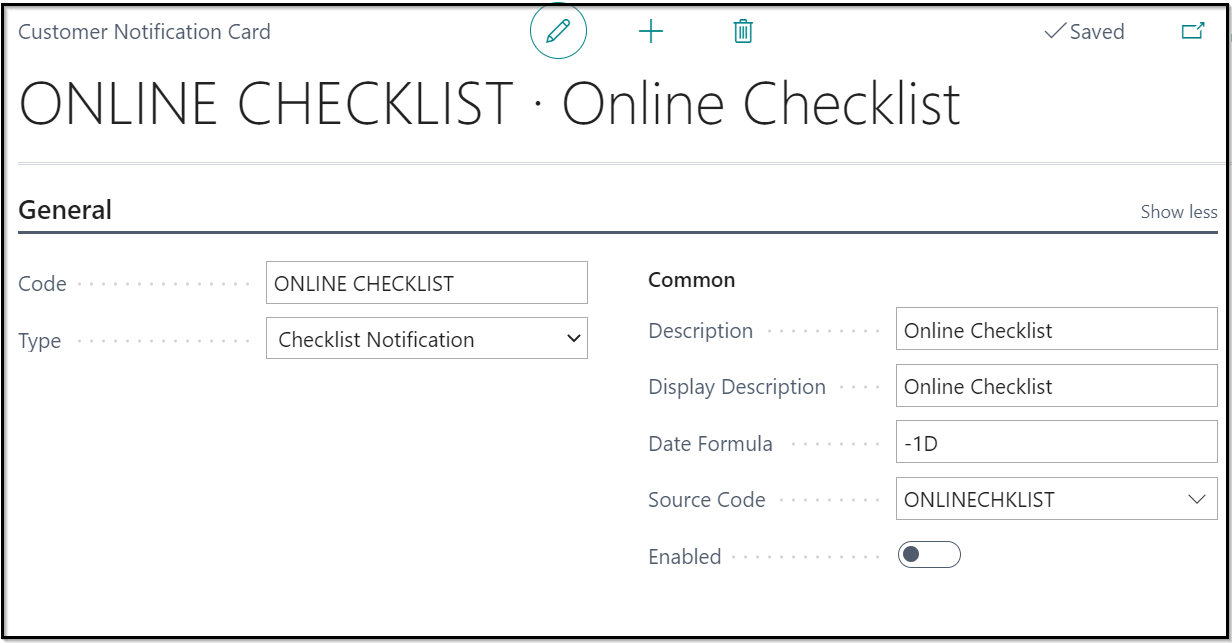 Customer Notification Card
Saved
ONLINE CHECKLIST · Online Checklist
General
Show less
Code
ONLINE CHECKLIST
Type
Checklist Notification
Common
Description
Online Checklist
Display Description
Online Checklist
Date Formula
-1D
Source Code
ONLINECHKLIST
Enabled